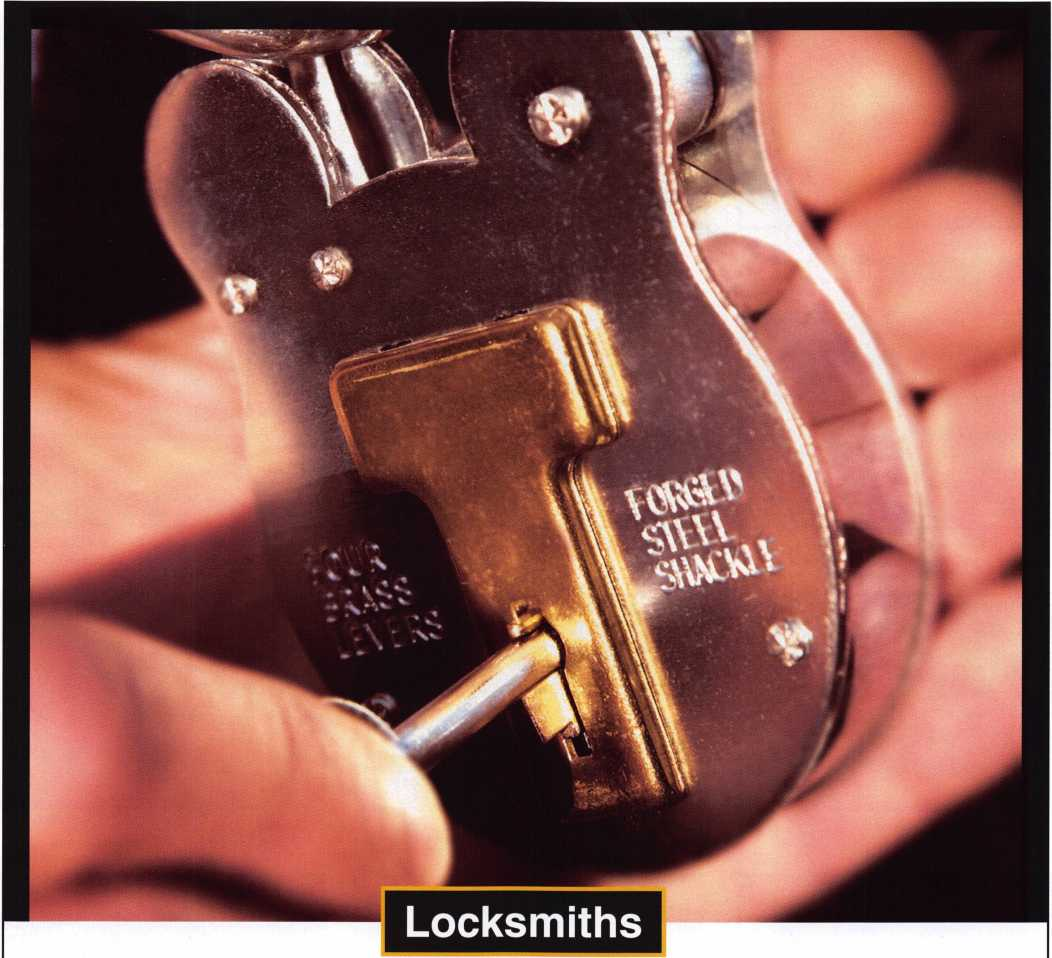 FOUR
BRASS
LEVERS
FORGED
STEEL
SHACKLE
Locksmiths